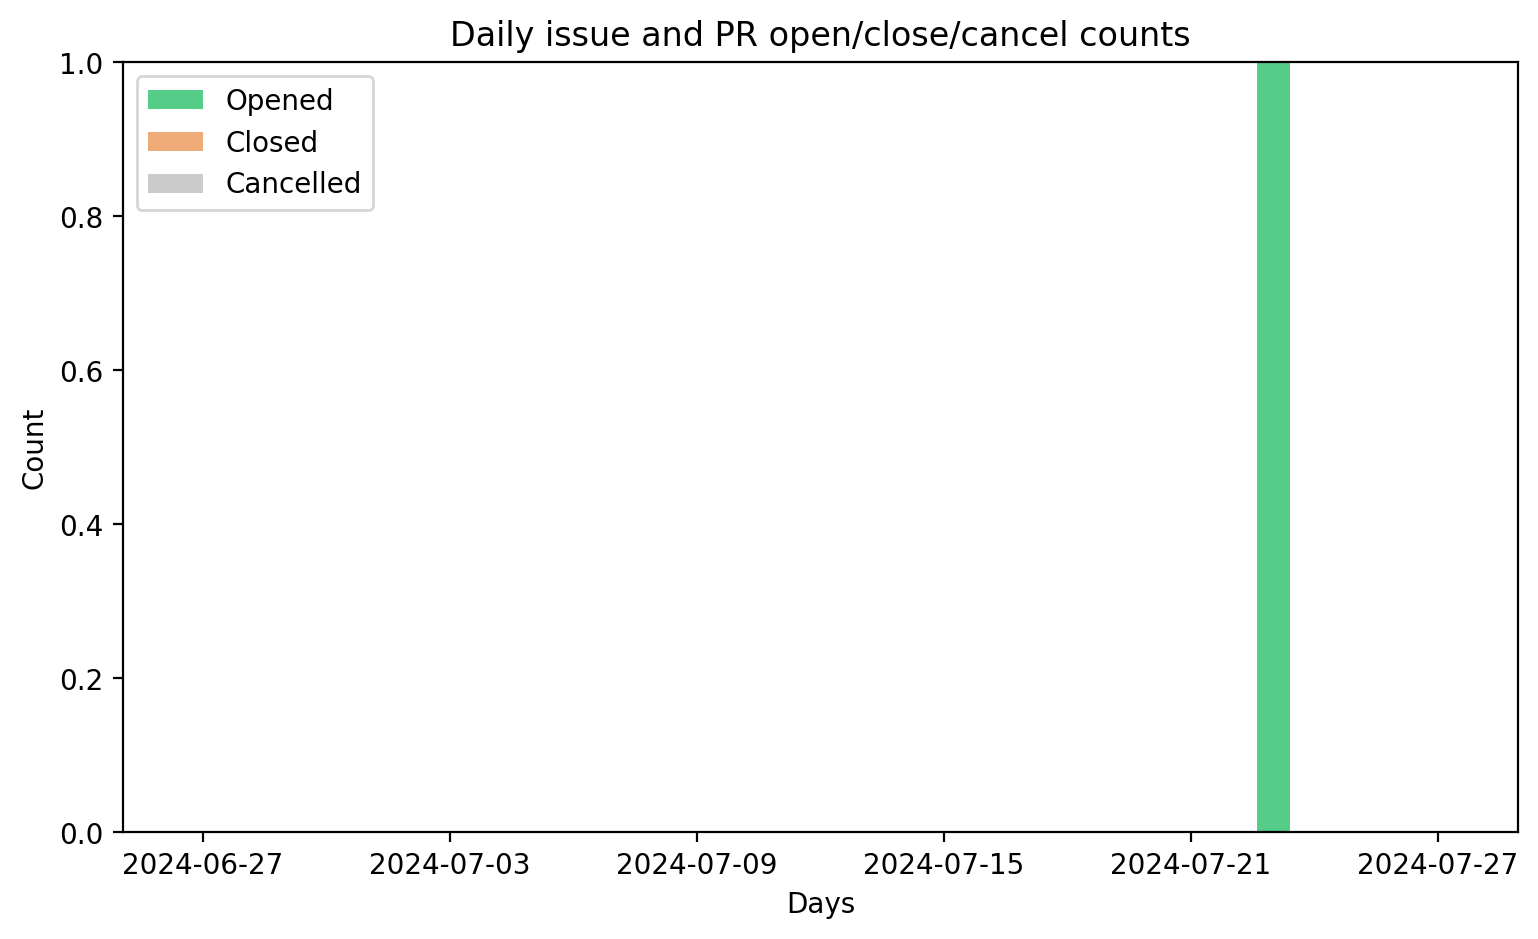 Daily issue and PR open/close/cancel counts
1.0
0.8
0.6
0.4
0.2
0.0
Count
Opened
Closed
Cancelled
2024-06-27 2024-07-03 2024-07-09 2024-07-15 2024-07-21 2024-07-27
Days